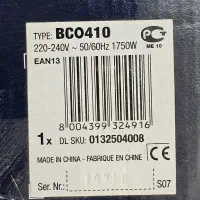 TYPE: BCO410
220-240V ~ 50/60Hz 1750W
ME 10
EAN13
8 004399 324916
1x DL SKU: 0132504008
MADE IN CHINA - FABRIQUE EN CHINE
CE
Ser. Nr.:
S07